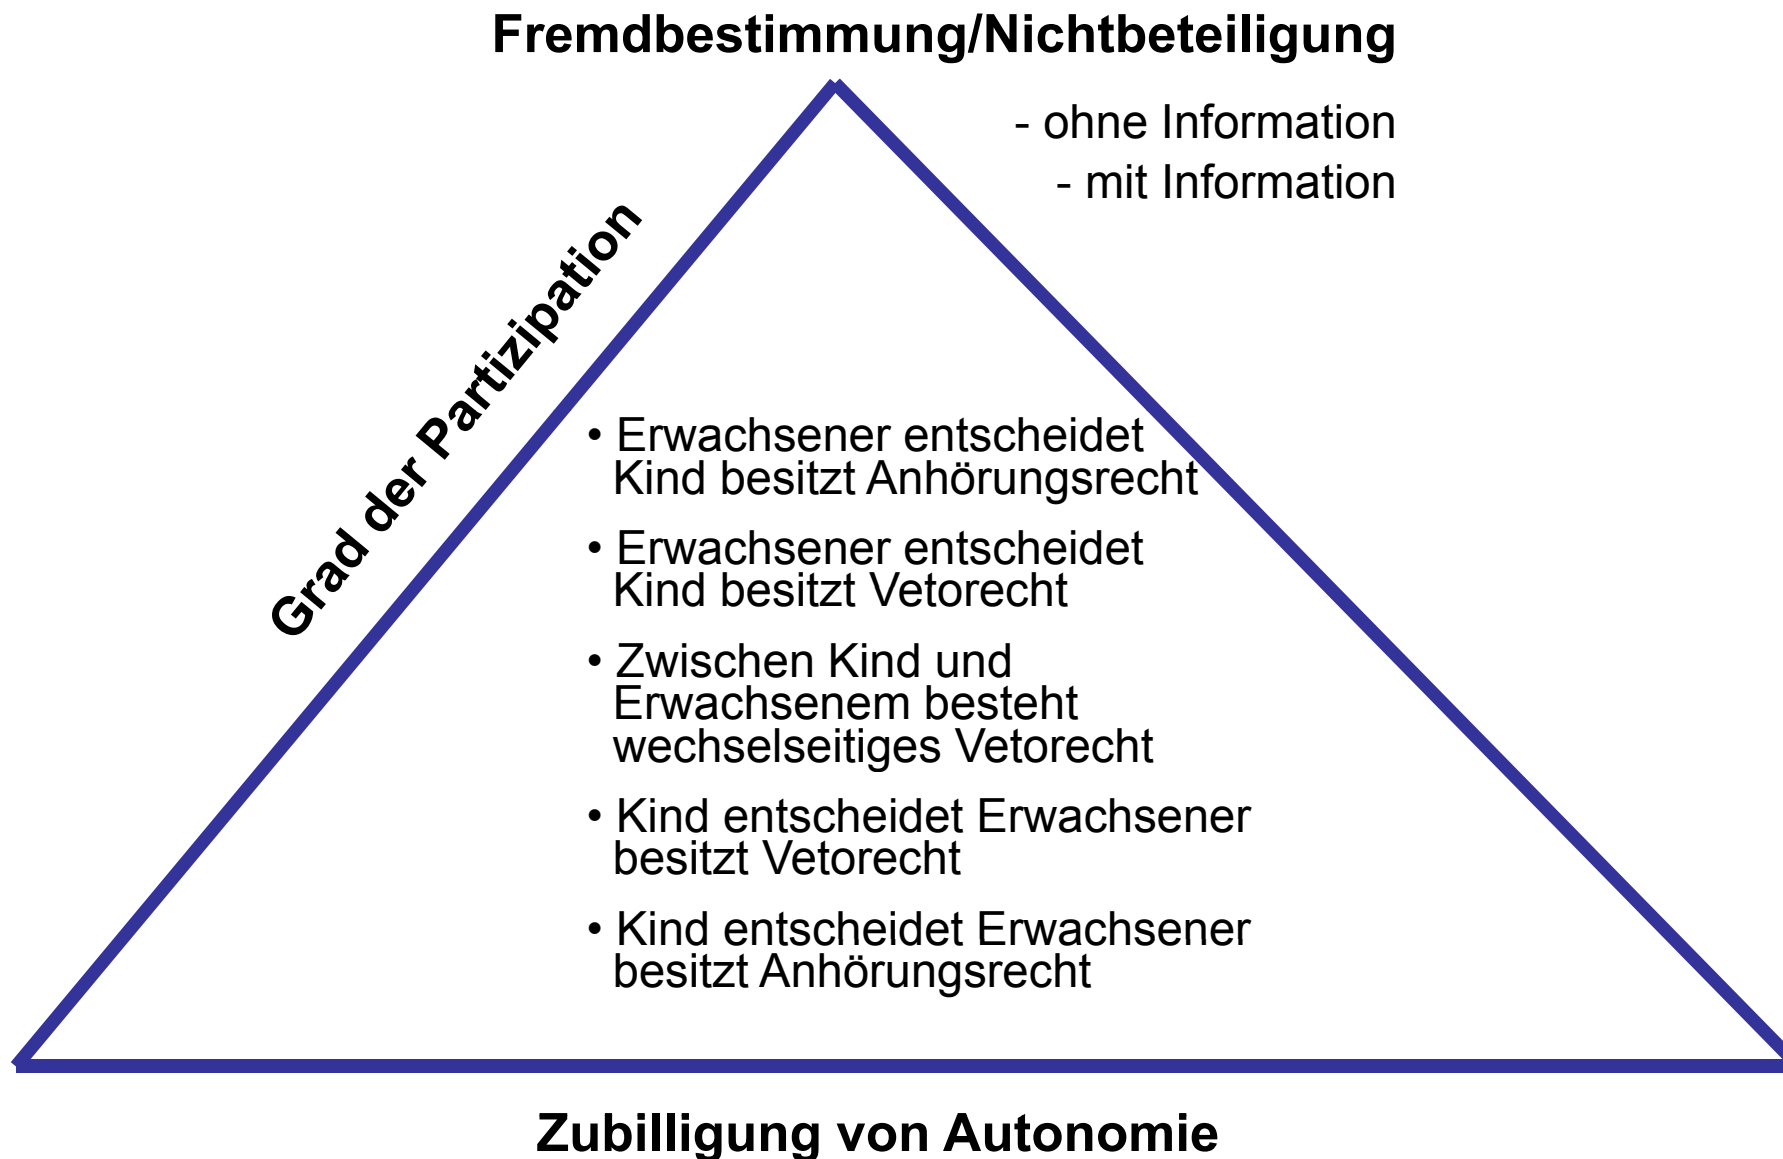 Fremdbestimmung/Nichtbeteiligung
- ohne Information
- mit Information
Grad der Partizipation
• Erwachsener entscheidet
Kind besitzt Anhörungsrecht
• Erwachsener entscheidet
Kind besitzt Vetorecht
• Zwischen Kind und
Erwachsenem besteht
wechselseitiges Vetorecht
• Kind entscheidet Erwachsener
besitzt Vetorecht
• Kind entscheidet Erwachsener
besitzt Anhörungsrecht
Zubilligung von Autonomie